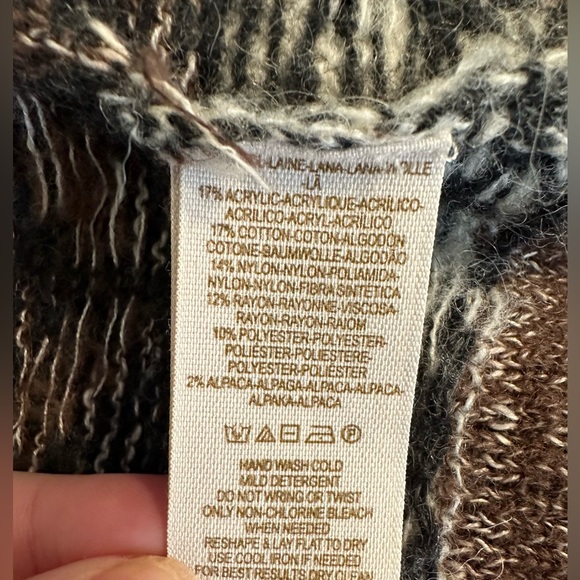 LAINE-LANA-LANA-WOLLE
LÃ
17% ACRYLIC-ACRYLIQUE-ACRILICO-
ACRILICO-ACRYL-ACRILICO
17% COTTON-COTON-ALGODON
COTONE-BAUMWOLLE-ALGODÃO
14% NYLON-NYLON-POLIAMIDA-
NYLON-NYLON-FIBRA SINTETICA
12% RAYON-RAYONNE, VISCOSA-
RAYON-RAYON-RAIOM
10% POLYESTER-POLYESTER-
POLIÉSTER-POLIESTERE
POLYESTER-POLIÉSTER
2% ALPACA-ALPAGA-ALPACA-ALPACA-
ALPAKA-ALPACA
HAND WASH COLD
MILD DETERGENT
DO NOT WRING OR TWIST
ONLY NON-CHLORINE BLEACH
WHEN NEEDED
RESHAPE & LAY FLAT TO DRY
USE COOL IRON IF NEEDED
FOR BEST RESULTS DRY CLEAN